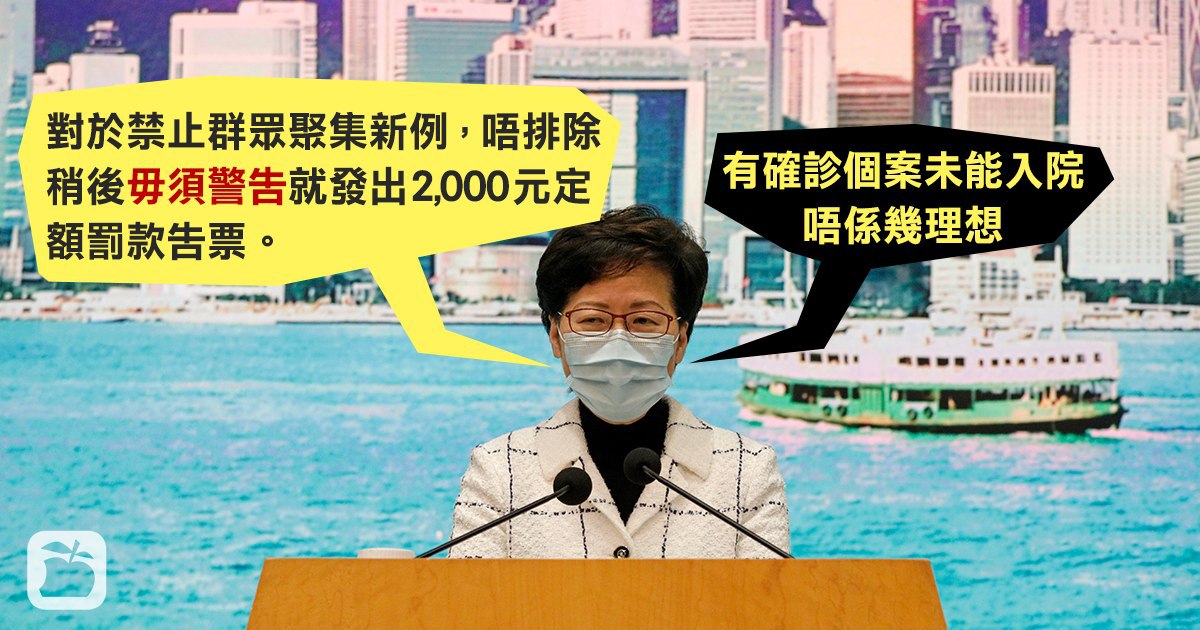 對於禁止群眾聚集新例，唔排除
稍後毋須警告就發出2,000元定
額罰款告票。
有確診個案未能入院
唔係幾理想